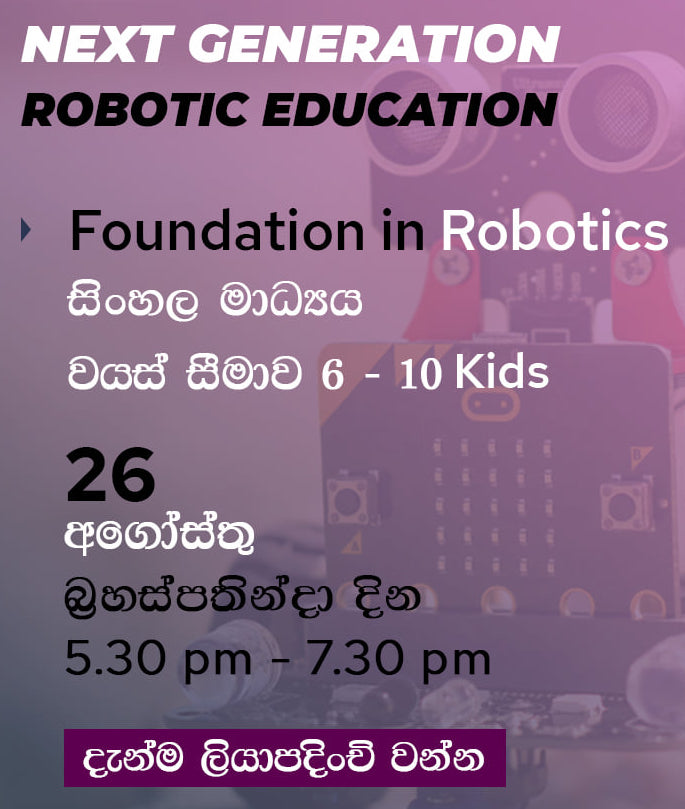 NEXT GENERATION
ROBOTIC EDUCATION
Foundation in Robotics
සිංහල මාධ්‍යය
වයස් සීමාව 6 - 10 Kids
26
අගෝස්තු
බ්‍රහස්පතින්දා දින
5.30 pm - 7.30 pm
දැන්ම ලියාපදිංචි වන්න
B
A